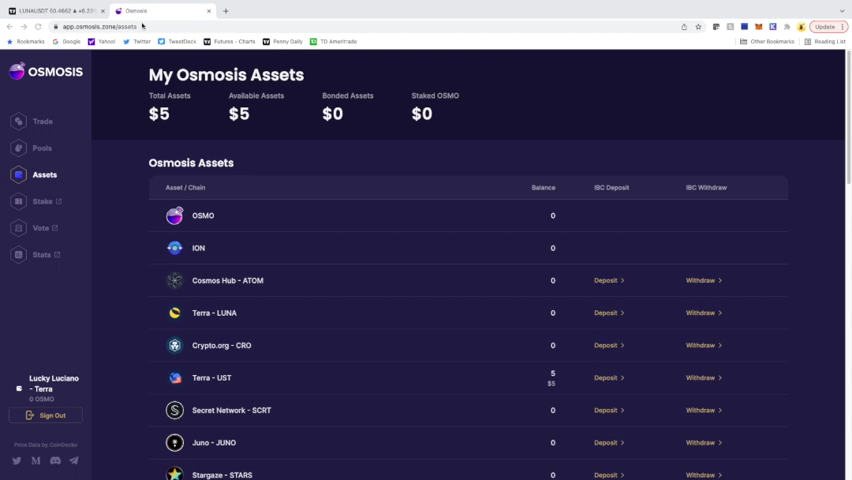 LUNAUSDT 60.4662 ▲ +6.33%
Osmosis
app.osmosis.zone/assets
Update
Bookmarks Google Yahoo! Twitter TweetDeck Futures - Charts Penny Daily TD Ameritrade Other Bookmarks Reading List
OSMOSIS
Trade
Pools
Assets
Stake
Vote
Stats
Lucky Luciano
- Terra
0 OSMO
Sign Out
Price Data by CoinGecko
My Osmosis Assets
Total Assets Available Assets Bonded Assets Staked OSMO
$5 $5 $0 $0
Osmosis Assets
Asset / Chain Balance IBC Deposit IBC Withdraw
OSMO 0
ION 0
Cosmos Hub - ATOM 0 Deposit > Withdraw >
Terra - LUNA 0 Deposit > Withdraw >
Crypto.org - CRO 0 Deposit > Withdraw >
Terra - UST 5 Deposit > Withdraw >
$5
Secret Network - SCRT 0 Deposit > Withdraw >
Juno - JUNO 0 Deposit > Withdraw >
Stargaze - STARS 0 Deposit > Withdraw >